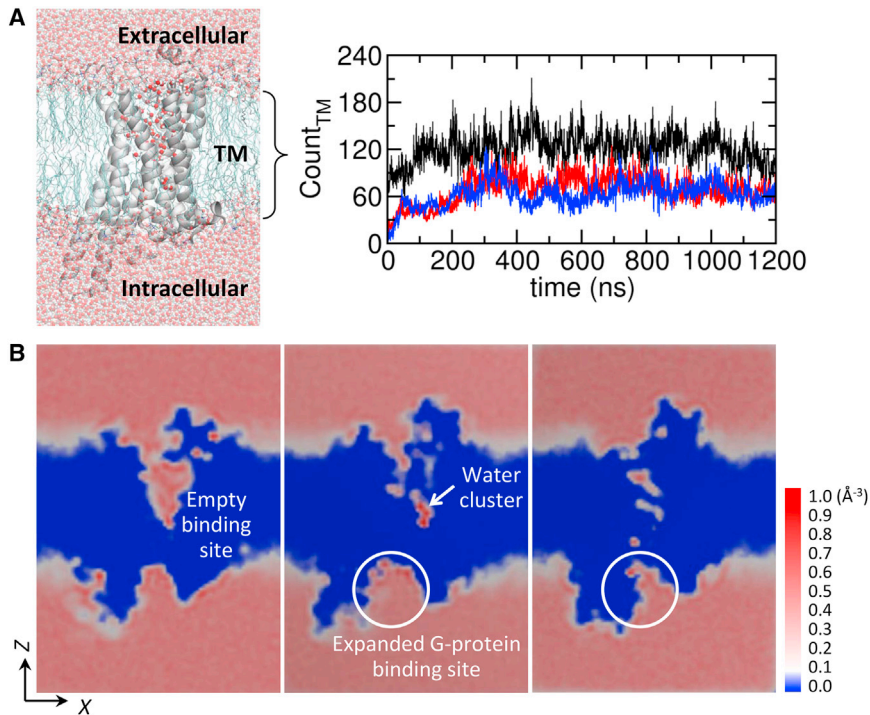 A
Extracellular
TM
Intracellular
Count_TM
240
180
120
60
0
0 200 400 600 800 1000 1200
time (ns)
B
Empty
binding
site
Water
cluster
Expanded G-protein
binding site
1.0 (Å⁻³)
0.9
0.8
0.7
0.6
0.5
0.4
0.3
0.2
0.1
0.0
Z
X